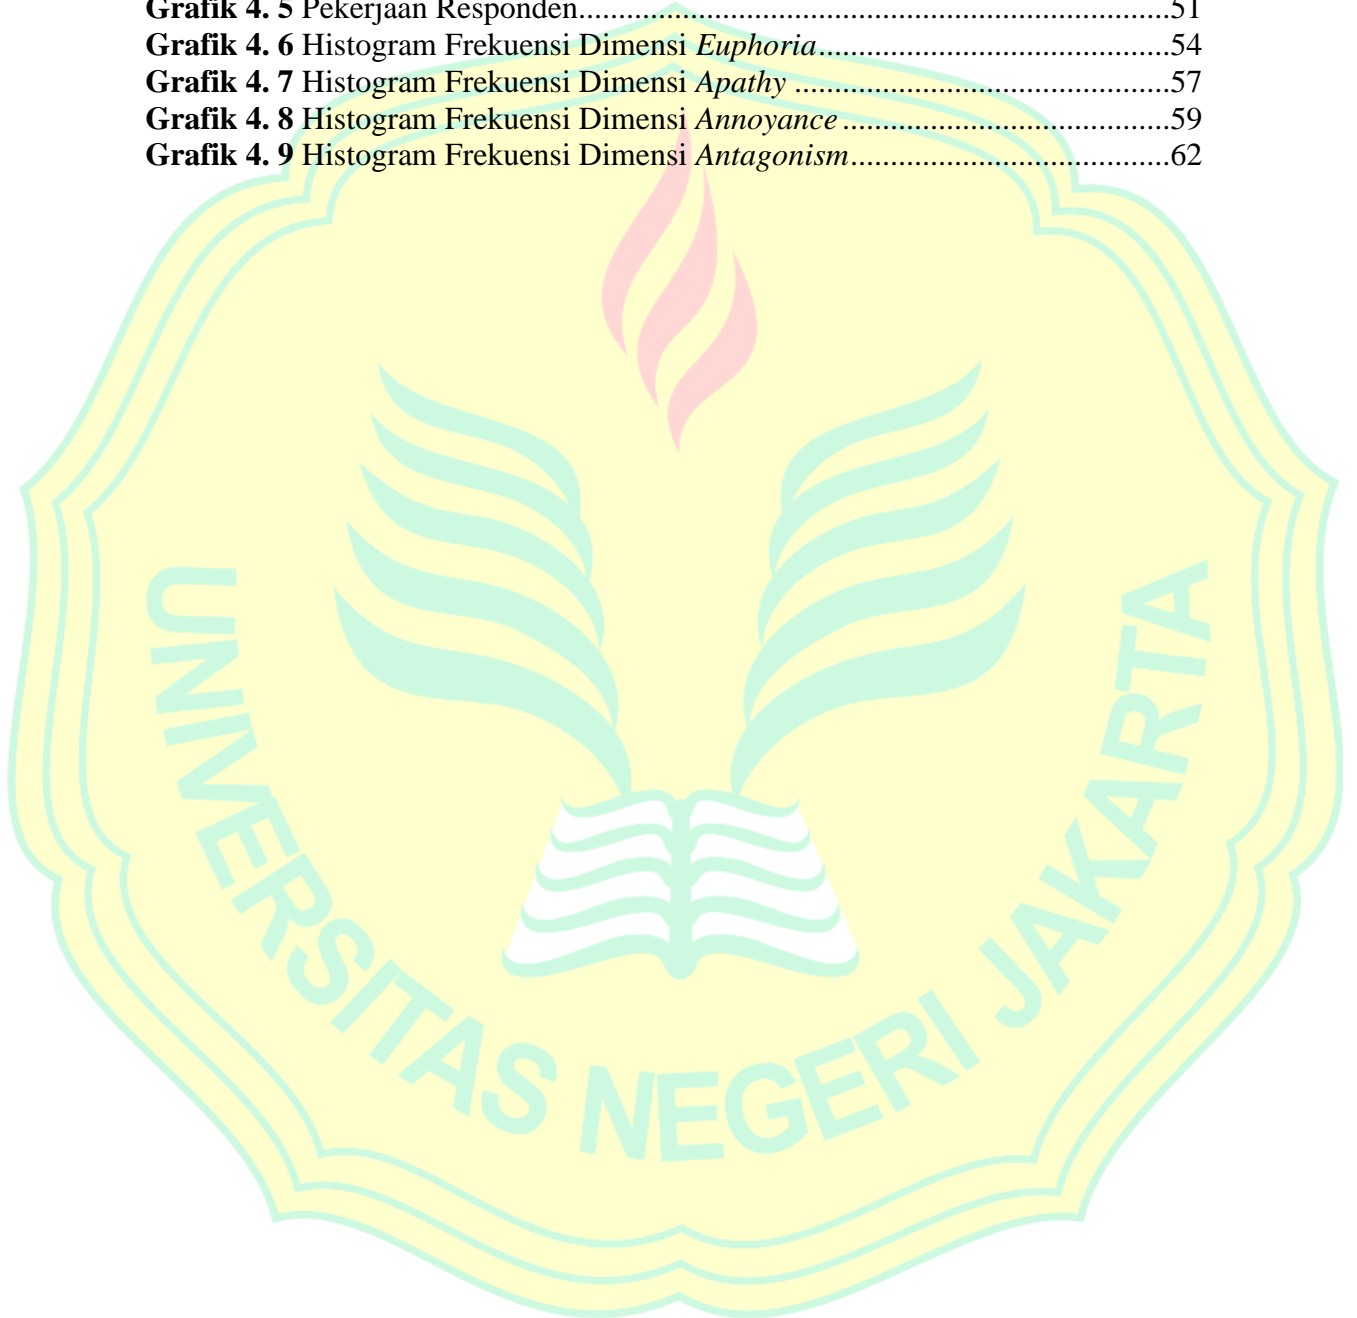 Grafik 4. 5 Pekerjaan Responden..........................................................................51
Grafik 4. 6 Histogram Frekuensi Dimensi Euphoria............................................54
Grafik 4. 7 Histogram Frekuensi Dimensi Apathy ...............................................57
Grafik 4. 8 Histogram Frekuensi Dimensi Annoyance .........................................59
Grafik 4. 9 Histogram Frekuensi Dimensi Antagonism........................................62
UNIVERSITAS NEGERI JAKARTA